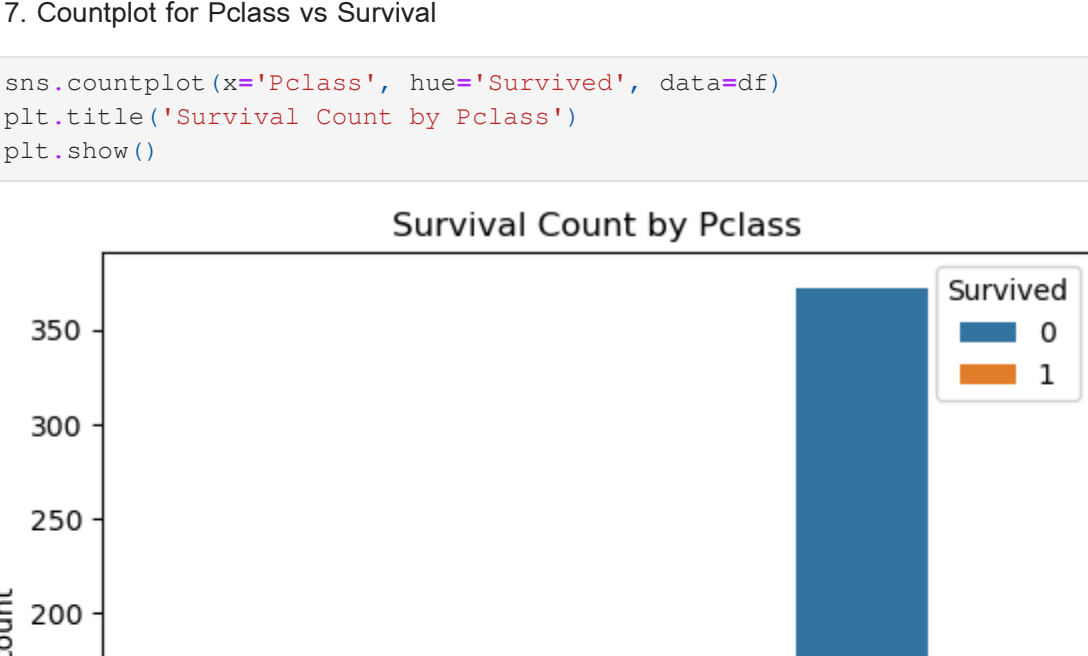 7. Countplot for Pclass vs Survival
sns.countplot(x='Pclass', hue='Survived', data=df)
plt.title('Survival Count by Pclass')
plt.show()
Survival Count by Pclass
Survived
0
1
350
300
250
200